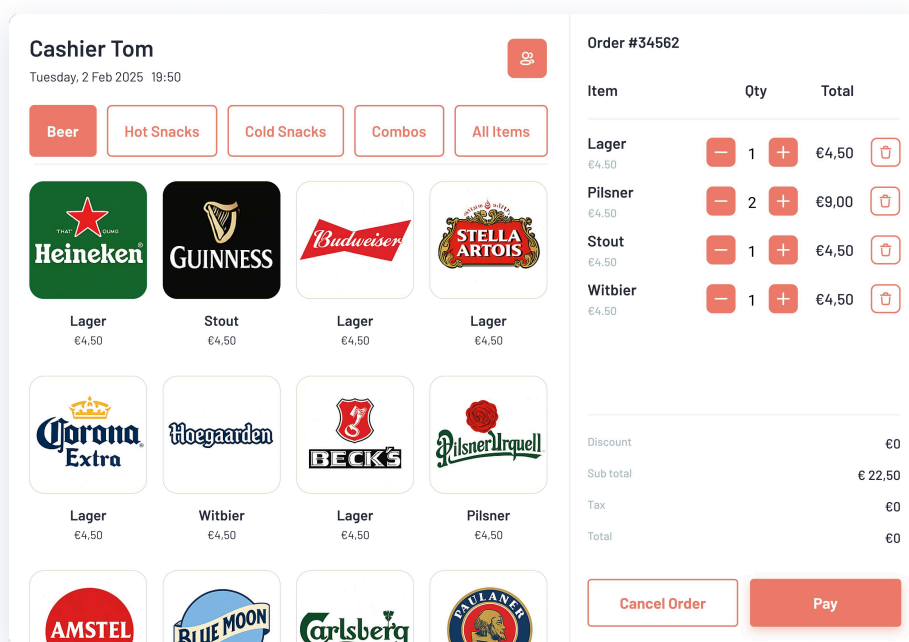 Cashier Tom
Tuesday, 2 Feb 2025 19:50
Beer
Hot Snacks
Cold Snacks
Combos
All Items
Heineken®
GUINNESS
Budweiser
STELLA
ARTOIS
Lager
€4,50
Stout
€4,50
Lager
€4,50
Lager
€4,50
Corona
Extra
Hoegaarden
BECK'S
PilsnerUrquell
Lager
€4,50
Witbier
€4,50
Lager
€4,50
Pilsner
€4,50
AMSTEL
BLUE MOON
Carlsberg
PAULANER
Order #34562
Item Qty Total
Lager
€4.50
1 €4,50
Pilsner
€4.50
2 €9,00
Stout
€4.50
1 €4,50
Witbier
€4.50
1 €4,50
Discount €0
Sub total € 22,50
Tax €0
Total €0
Cancel Order
Pay